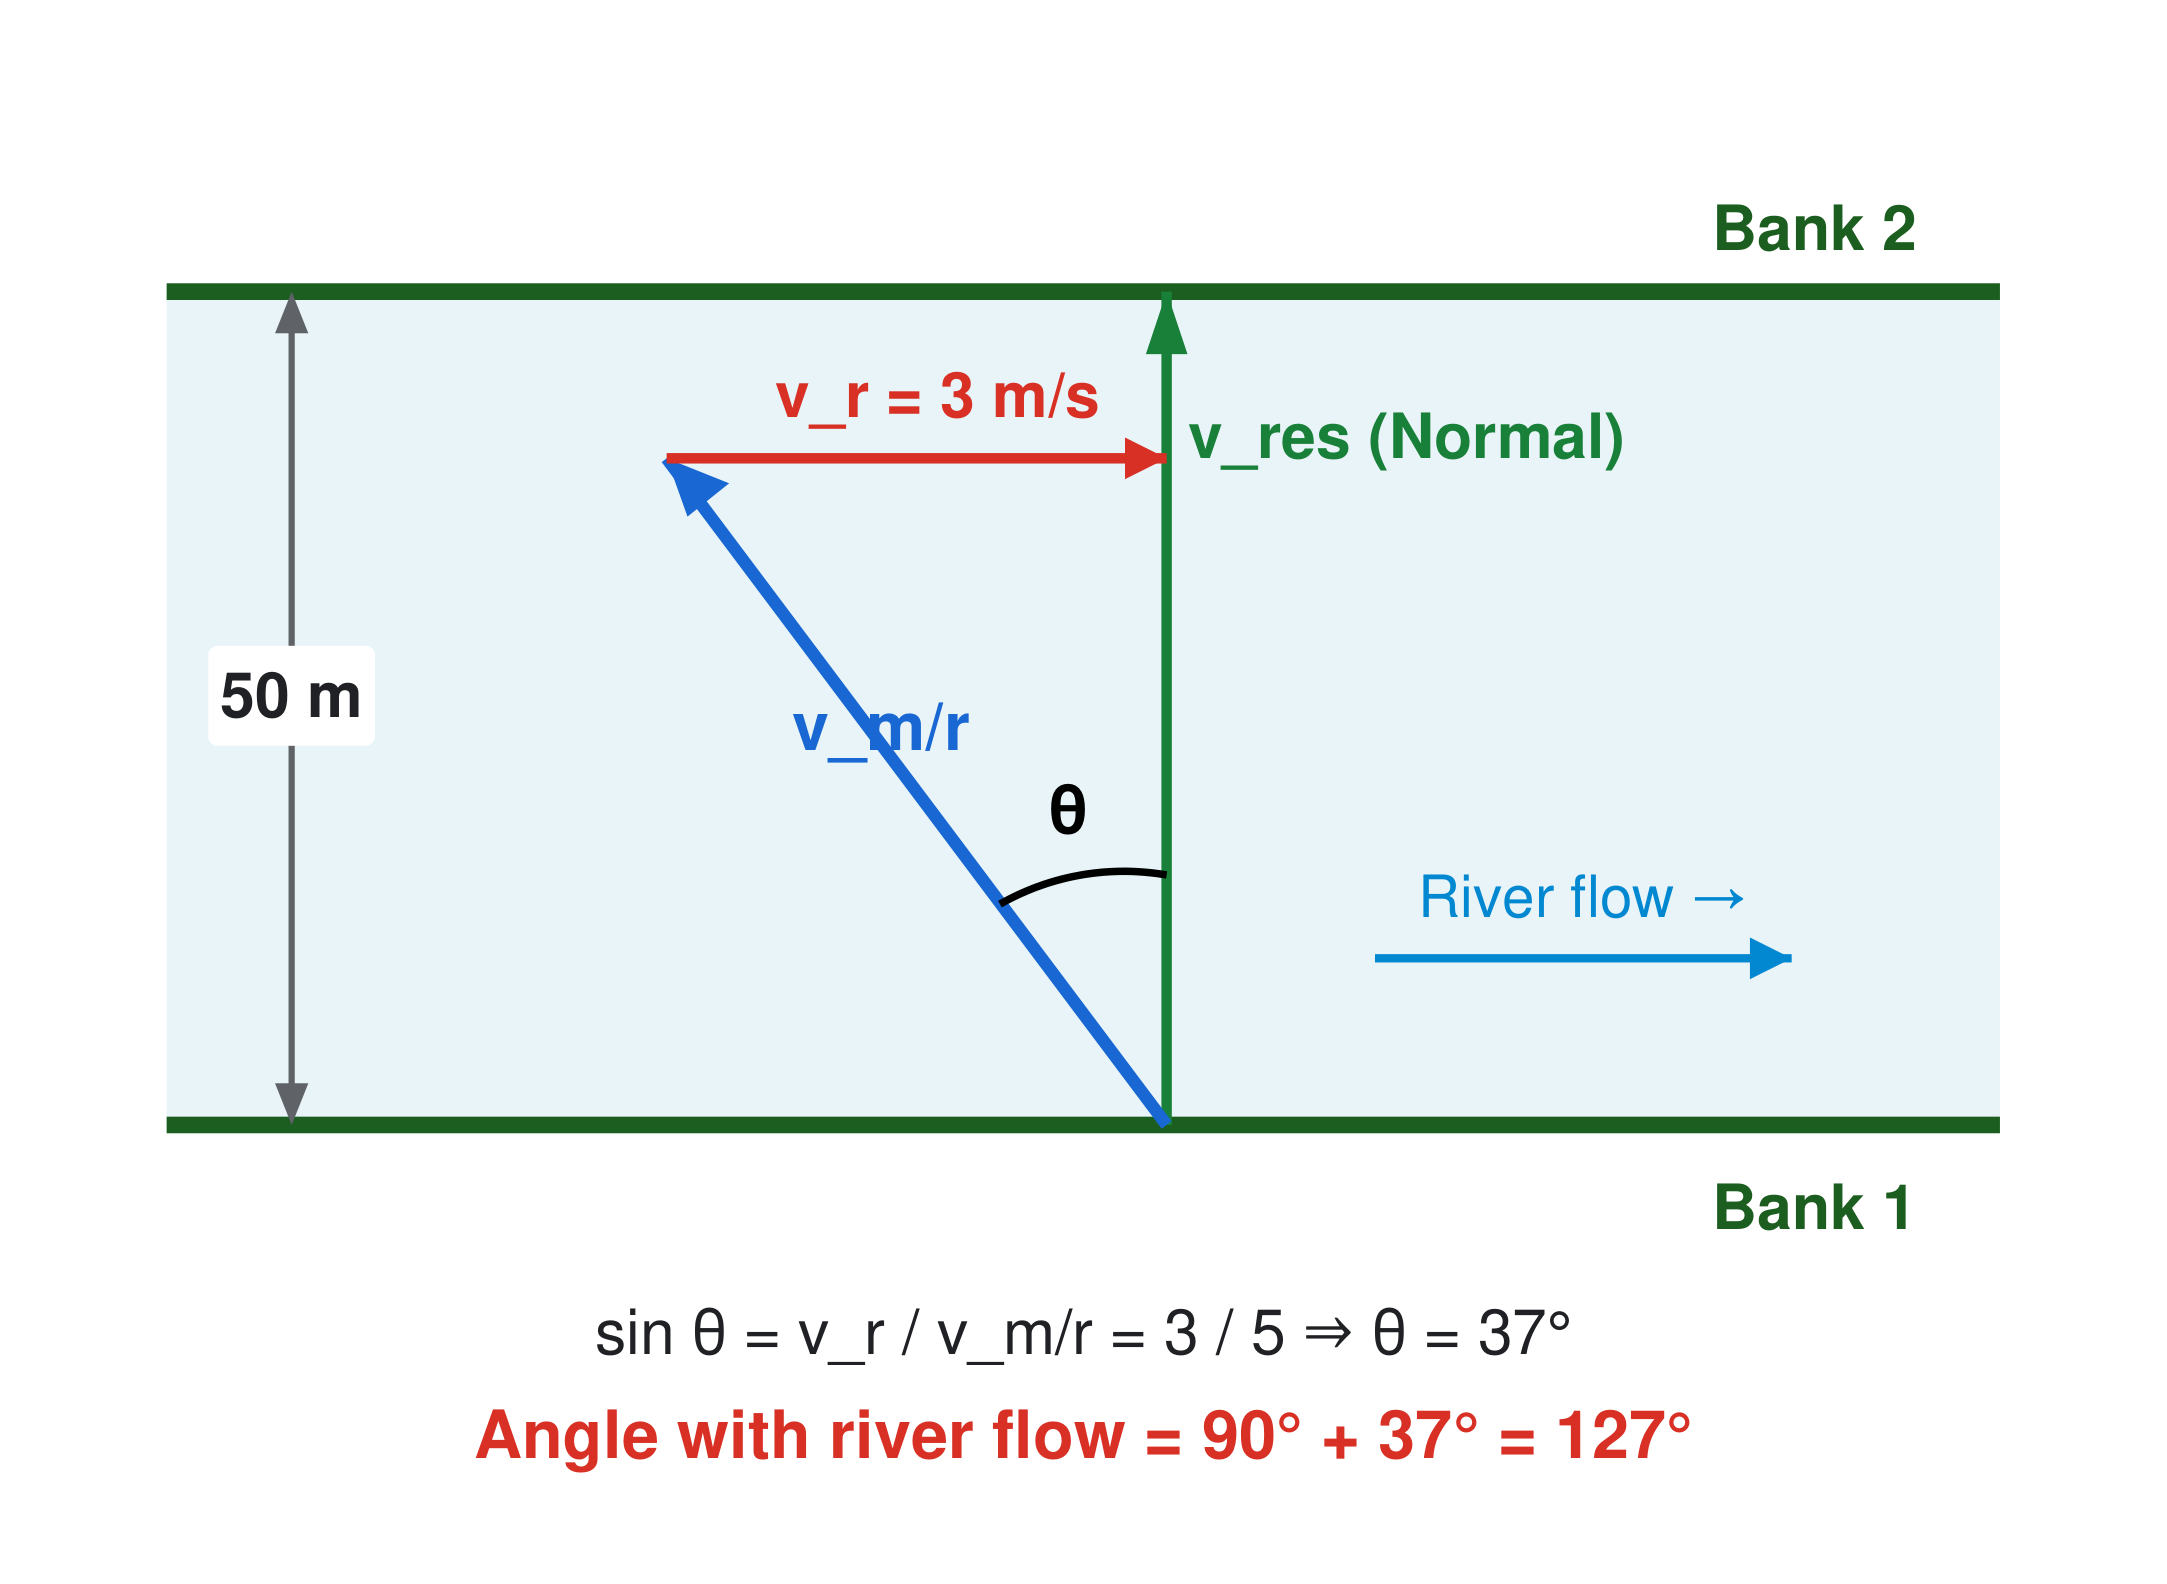 Bank 2
v_r = 3 m/s
v_res (Normal)
50 m
v_m/r
θ
River flow →
Bank 1
sin θ = v_r / v_m/r = 3 / 5 ⇒ θ = 37°
Angle with river flow = 90° + 37° = 127°